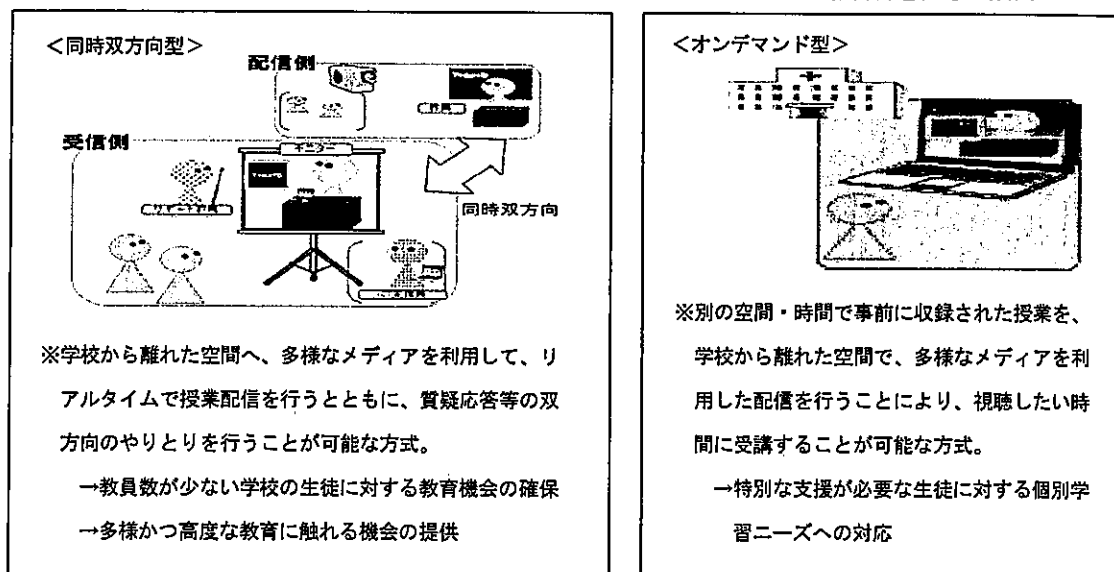 <同時双方向型>
配信側
受信側
モニター
同時双方向
※学校から離れた空間へ、多様なメディアを利用して、リ
アルタイムで授業配信を行うとともに、質疑応答等の双
方向のやりとりを行うことが可能な方式。
→教員数が少ない学校の生徒に対する教育機会の確保
→多様かつ高度な教育に触れる機会の提供
<オンデマンド型>
※別の空間・時間で事前に収録された授業を、
学校から離れた空間で、多様なメディアを利
用した配信を行うことにより、視聴したい時
間に受講することが可能な方式。
→特別な支援が必要な生徒に対する個別学
習ニーズへの対応